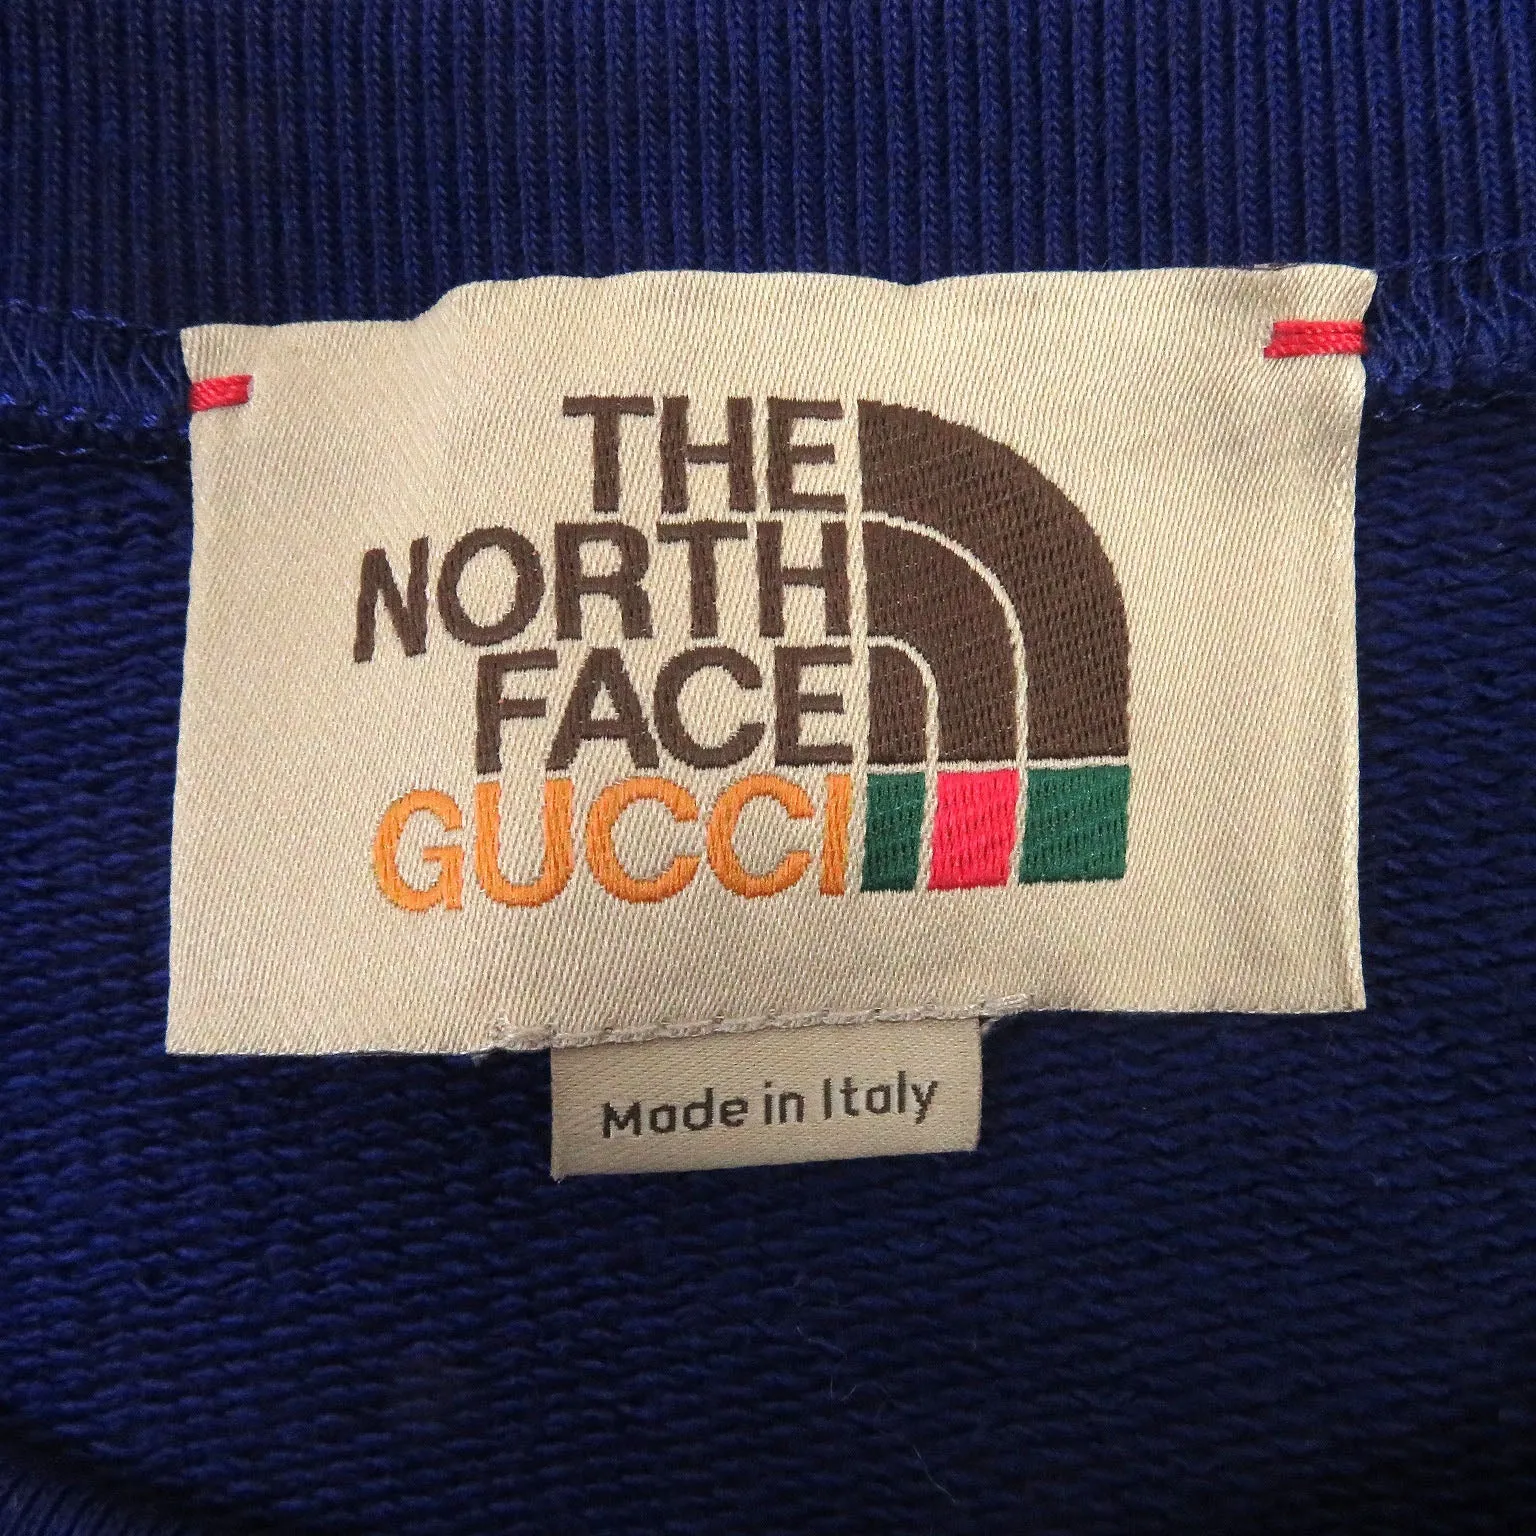 THE
NORTH
FACE
GUCCI
Made in Italy